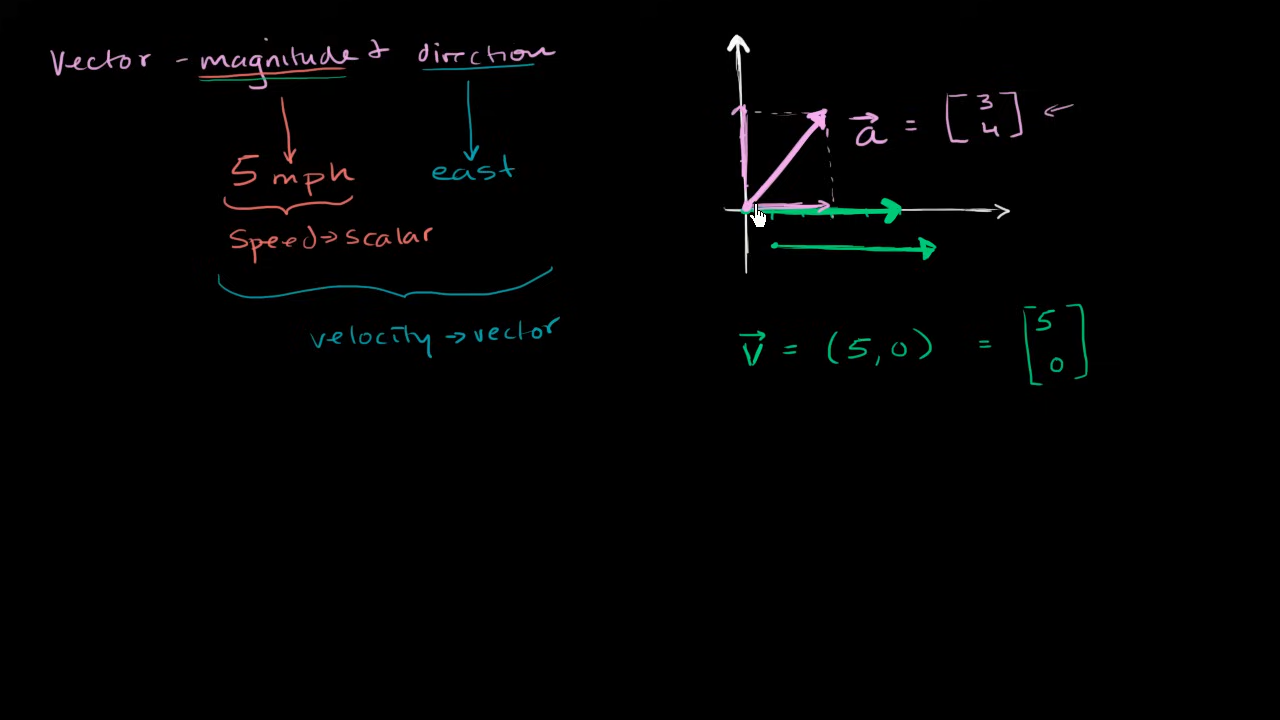 Vector - magnitude & direction
5 mph east
Speed → scalar
velocity → vector
a⃗ = [3 4] ←
v⃗ = (5,0) = [5 0]